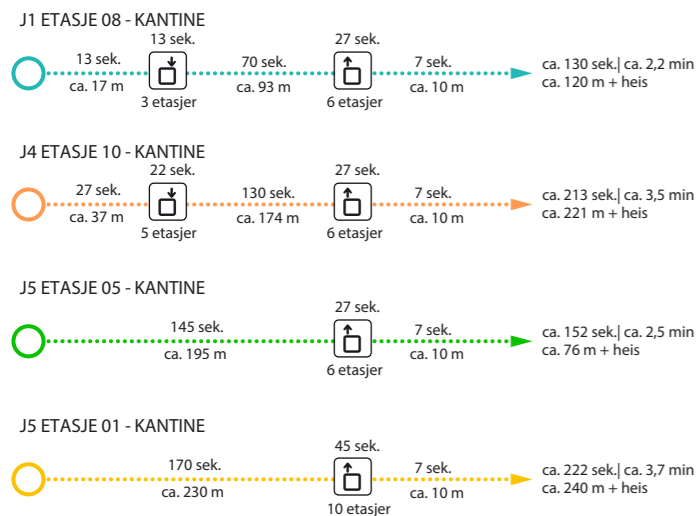 J1 ETASJE 08 - KANTINE
13 sek.
27 sek.
13 sek.
70 sek.
7 sek.
ca. 17 m
ca. 93 m
ca. 10 m
3 etasjer
6 etasjer
ca. 130 sek.| ca. 2,2 min
ca. 120 m + heis
J4 ETASJE 10 - KANTINE
22 sek.
27 sek.
27 sek.
130 sek.
7 sek.
ca. 37 m
ca. 174 m
ca. 10 m
5 etasjer
6 etasjer
ca. 213 sek.| ca. 3,5 min
ca. 221 m + heis
J5 ETASJE 05 - KANTINE
27 sek.
145 sek.
7 sek.
ca. 195 m
ca. 10 m
6 etasjer
ca. 152 sek.| ca. 2,5 min
ca. 76 m + heis
J5 ETASJE 01 - KANTINE
45 sek.
170 sek.
7 sek.
ca. 230 m
ca. 10 m
10 etasjer
ca. 222 sek.| ca. 3,7 min
ca. 240 m + heis